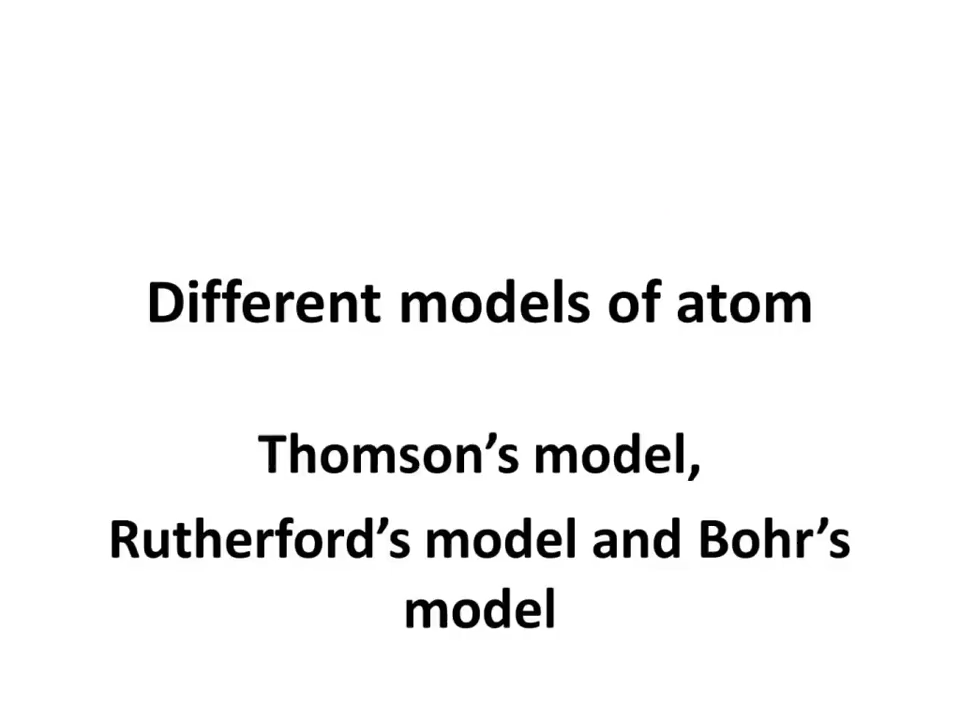 Different models of atom
Thomson’s model,
Rutherford’s model and Bohr’s
model